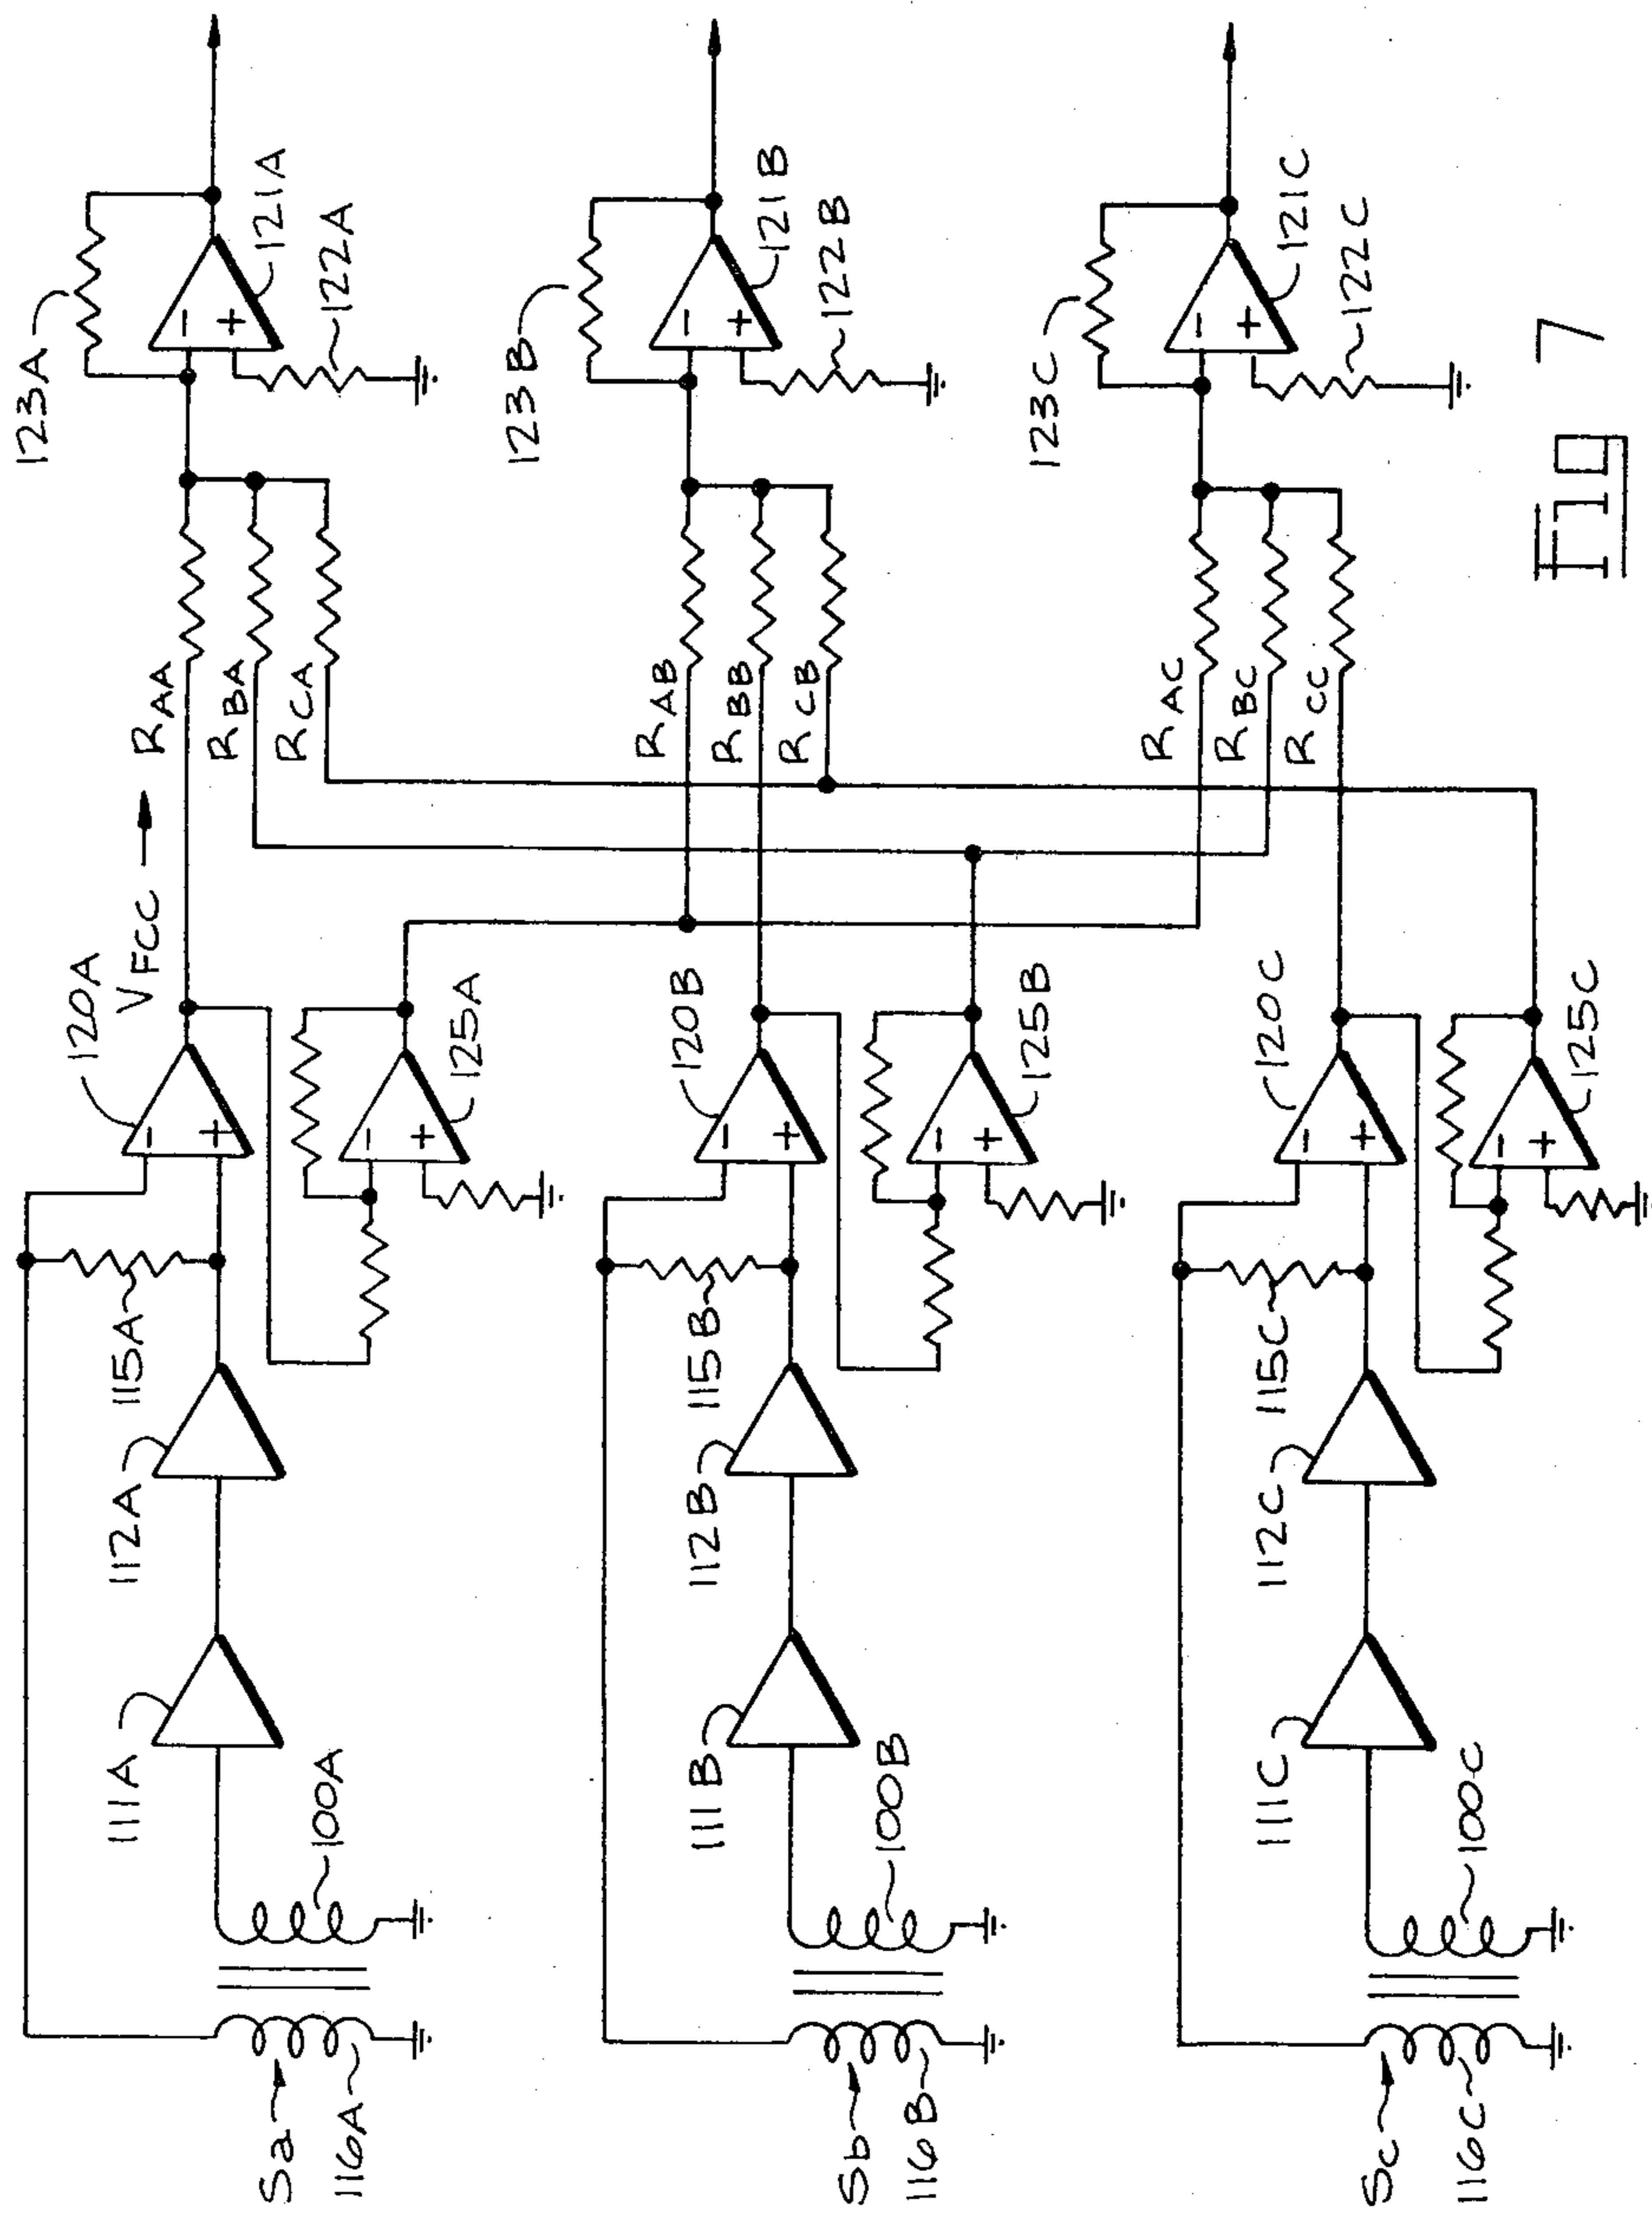 123A
121A
122A
VFCC
RAA
RBA
RCA
120A
125A
115A
112A
111A
100A
Sa
116A
123B
121B
122B
RAB
RBB
RCB
120B
125B
115B
112B
111B
100B
Sb
116B
123C
121C
122C
RAC
RBC
RCC
120C
125C
115C
112C
111C
100C
Sc
116C
- +
- +
- +
- +
- +
- +
- +
- +
- +
Fig 7